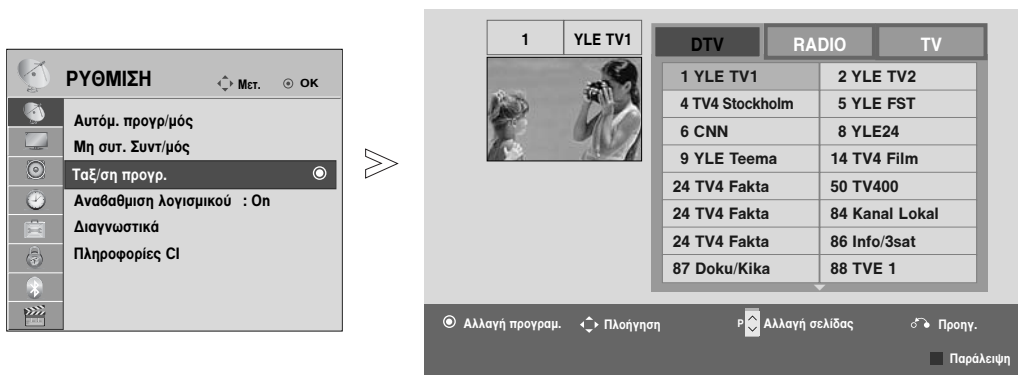 ΡΥΘΜΙΣΗ Μετ. OK
Αυτόμ. προγρ/μός
Μη συτ. Συντ/μός
Ταξ/ση προγρ.
Αναβαθμιση λογισμικού : On
Διαγνωστικά
Πληροφορίες CI
1 YLE TV1
DTV RADIO TV
1 YLE TV1 2 YLE TV2
4 TV4 Stockholm 5 YLE FST
6 CNN 8 YLE24
9 YLE Teema 14 TV4 Film
24 TV4 Fakta 50 TV400
24 TV4 Fakta 84 Kanal Lokal
24 TV4 Fakta 86 Info/3sat
87 Doku/Kika 88 TVE 1
Αλλαγή προγραμ. Πλοήγηση P Αλλαγή σελίδας Προηγ.
Παράλειψη